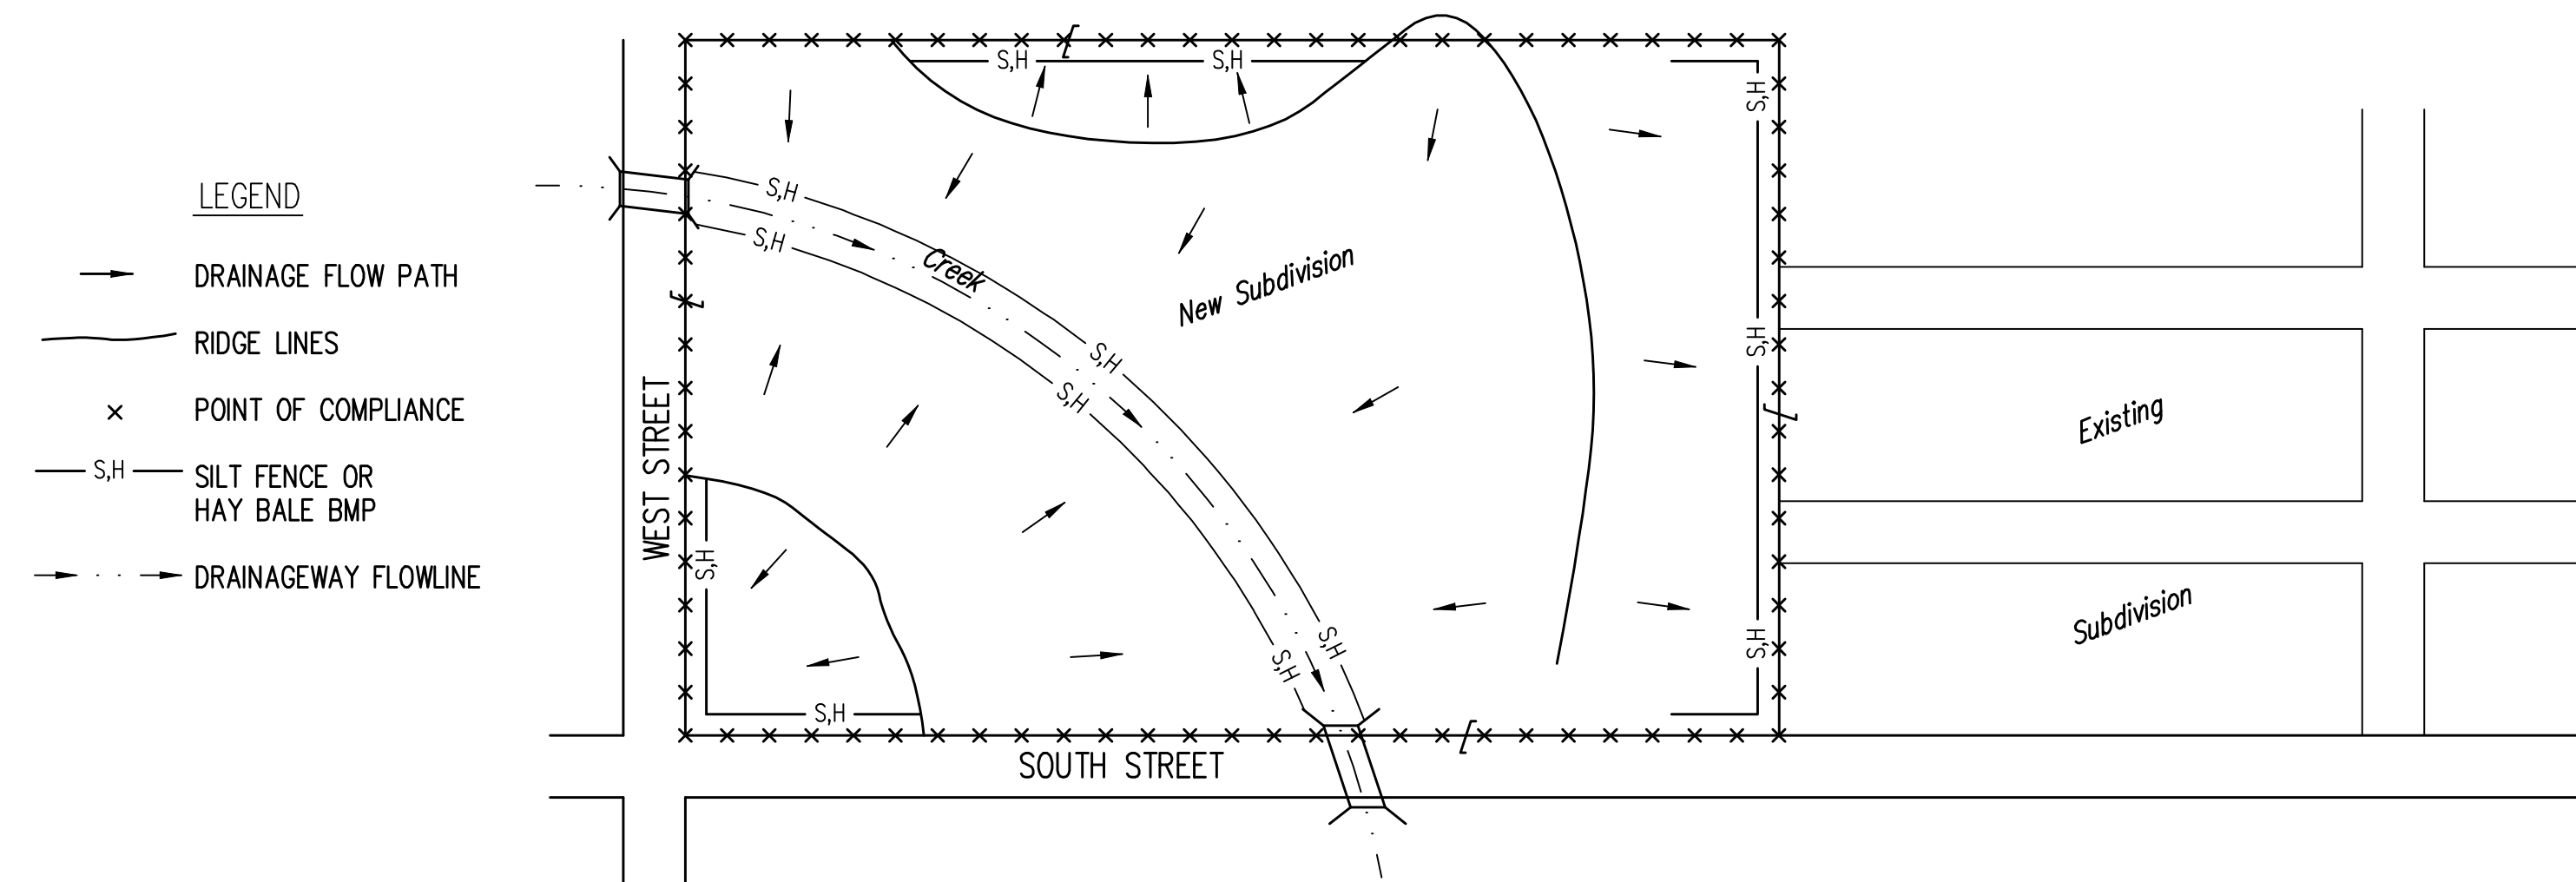 LEGEND
DRAINAGE FLOW PATH
RIDGE LINES
POINT OF COMPLIANCE
S,H
SILT FENCE OR
HAY BALE BMP
DRAINAGEWAY FLOWLINE
S,H
S,H
S,H
S,H
S,H
Creek
New Subdivision
S,H
S,H
S,H
WEST STREET
Existing
S,H
Subdivision
S,H
S,H
S,H
S,H
SOUTH STREET